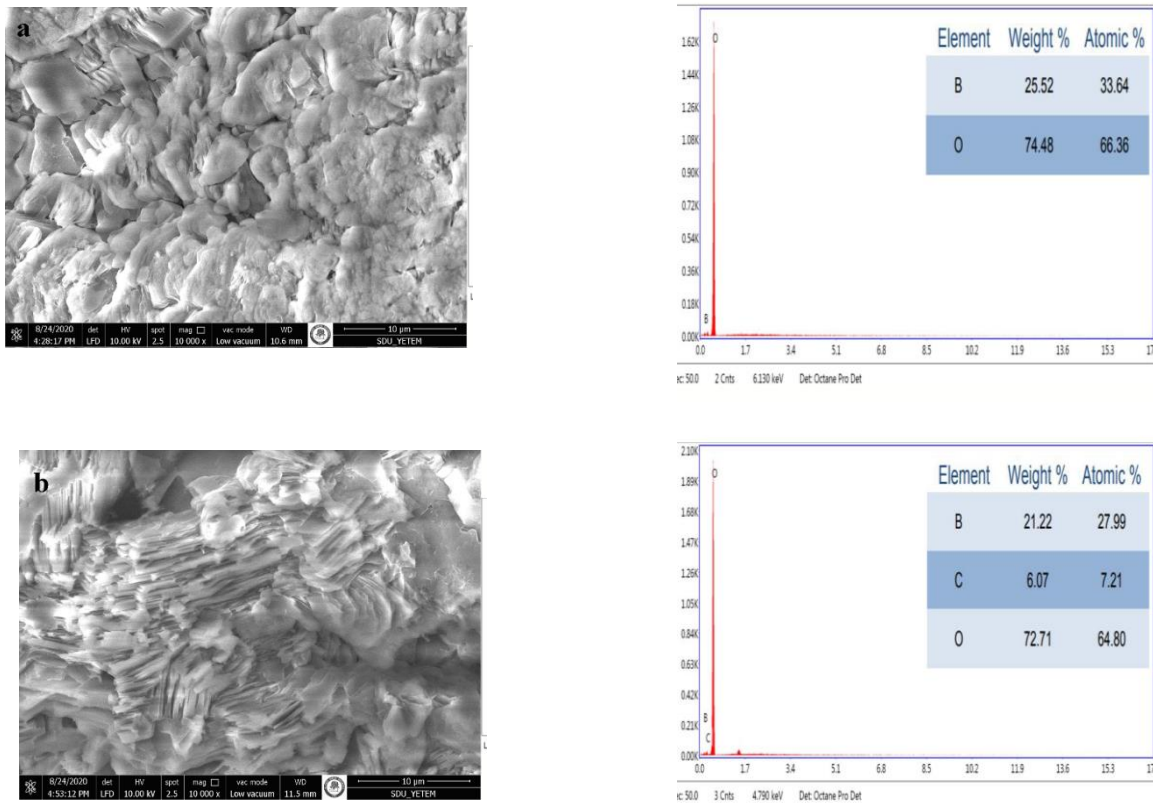 a
8/24/2020 det HV spot mag □ vac mode WD 10 µm
4:28:17 PM LFD 10.00 kV 2.5 10 000 x Low vacuum 10.6 mm SDU_YETEM
O
1.62K
1.44K
1.26K
1.08K
0.90K
0.72K
0.54K
0.36K
0.18K
B
0.00K
0.0 1.7 3.4 5.1 6.8 8.5 10.2 11.9 13.6 15.3 17
Element Weight % Atomic %
B 25.52 33.64
O 74.48 66.36
ec: 50.0 2 Cnts 6.130 keV Det: Octane Pro Det
b
8/24/2020 det HV spot mag □ vac mode WD 10 µm
4:53:12 PM LFD 10.00 kV 2.5 10 000 x Low vacuum 11.5 mm SDU_YETEM
2.10K
O
1.89K
1.68K
1.47K
1.26K
1.05K
0.84K
0.63K
0.42K
0.21K
B
C
0.00K
0.0 1.7 3.4 5.1 6.8 8.5 10.2 11.9 13.6 15.3 17
Element Weight % Atomic %
B 21.22 27.99
C 6.07 7.21
O 72.71 64.80
ec: 50.0 3 Cnts 4.790 keV Det: Octane Pro Det